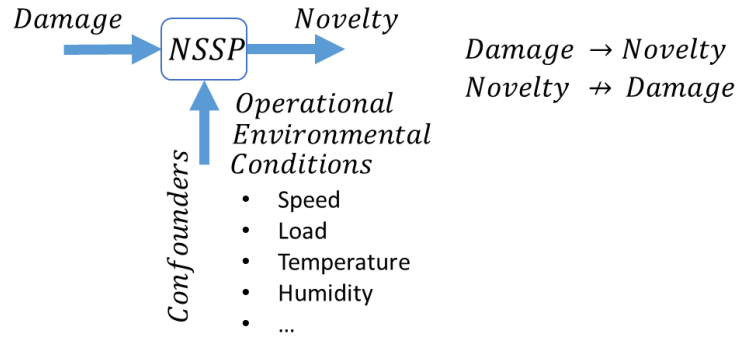 Damage
Novelty
NSSP
Damage → Novelty
Novelty ↛ Damage
Operational
Environmental
Conditions
Confounders
• Speed
• Load
• Temperature
• Humidity
• ...